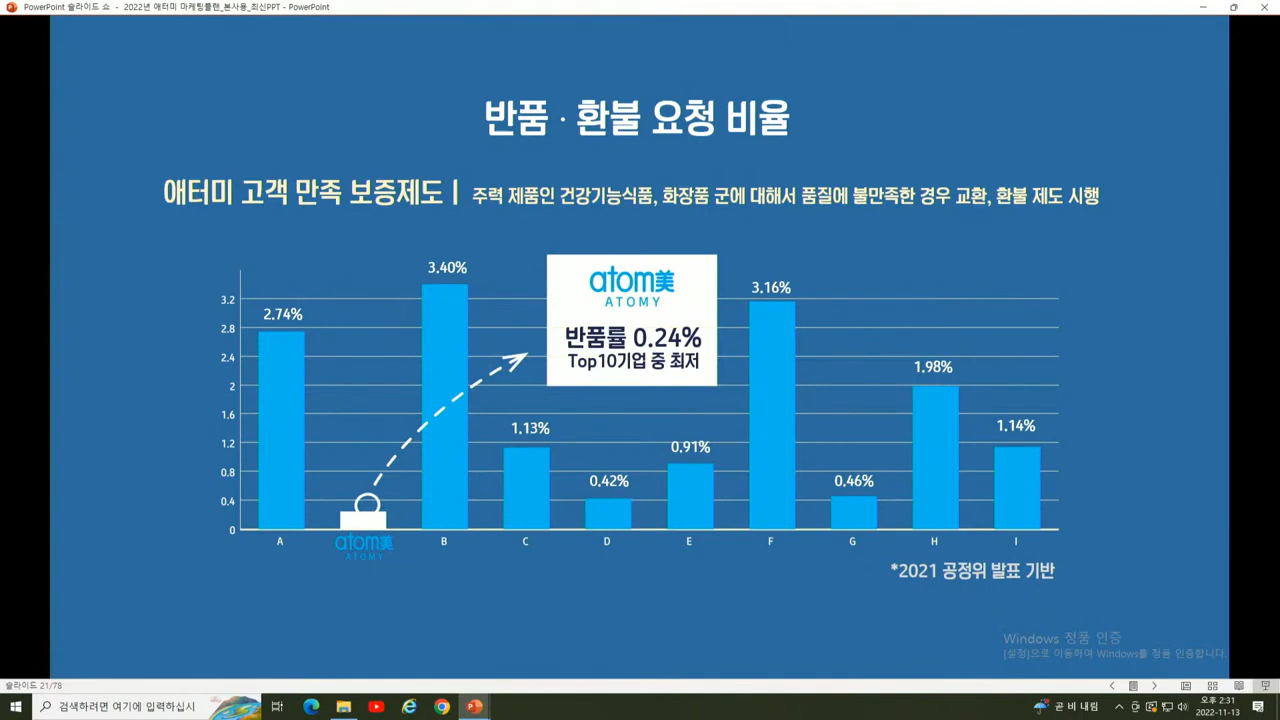 PowerPoint 슬라이드 쇼 - 2022년 애터미 마케팅플랜_본사용_최신PPT - PowerPoint
반품 · 환불 요청 비율
애터미 고객 만족 보증제도 | 주력 제품인 건강기능식품, 화장품 군에 대해서 품질에 불만족한 경우 교환, 환불 제도 시행
atom美
ATOMY
반품률 0.24%
Top10기업 중 최저
3.2
2.8
2.4
2
1.6
1.2
0.8
0.4
0
2.74%
3.40%
1.13%
0.42%
0.91%
3.16%
0.46%
1.98%
1.14%
A
atom美
ATOMY
B
C
D
E
F
G
H
I
*2021 공정위 발표 기반
Windows 정품 인증
[설정]으로 이동하여 Windows를 정품 인증합니다.
슬라이드 21/78
검색하려면 여기에 입력하십시
곧 비 내림
오후 2:31
2022-11-13